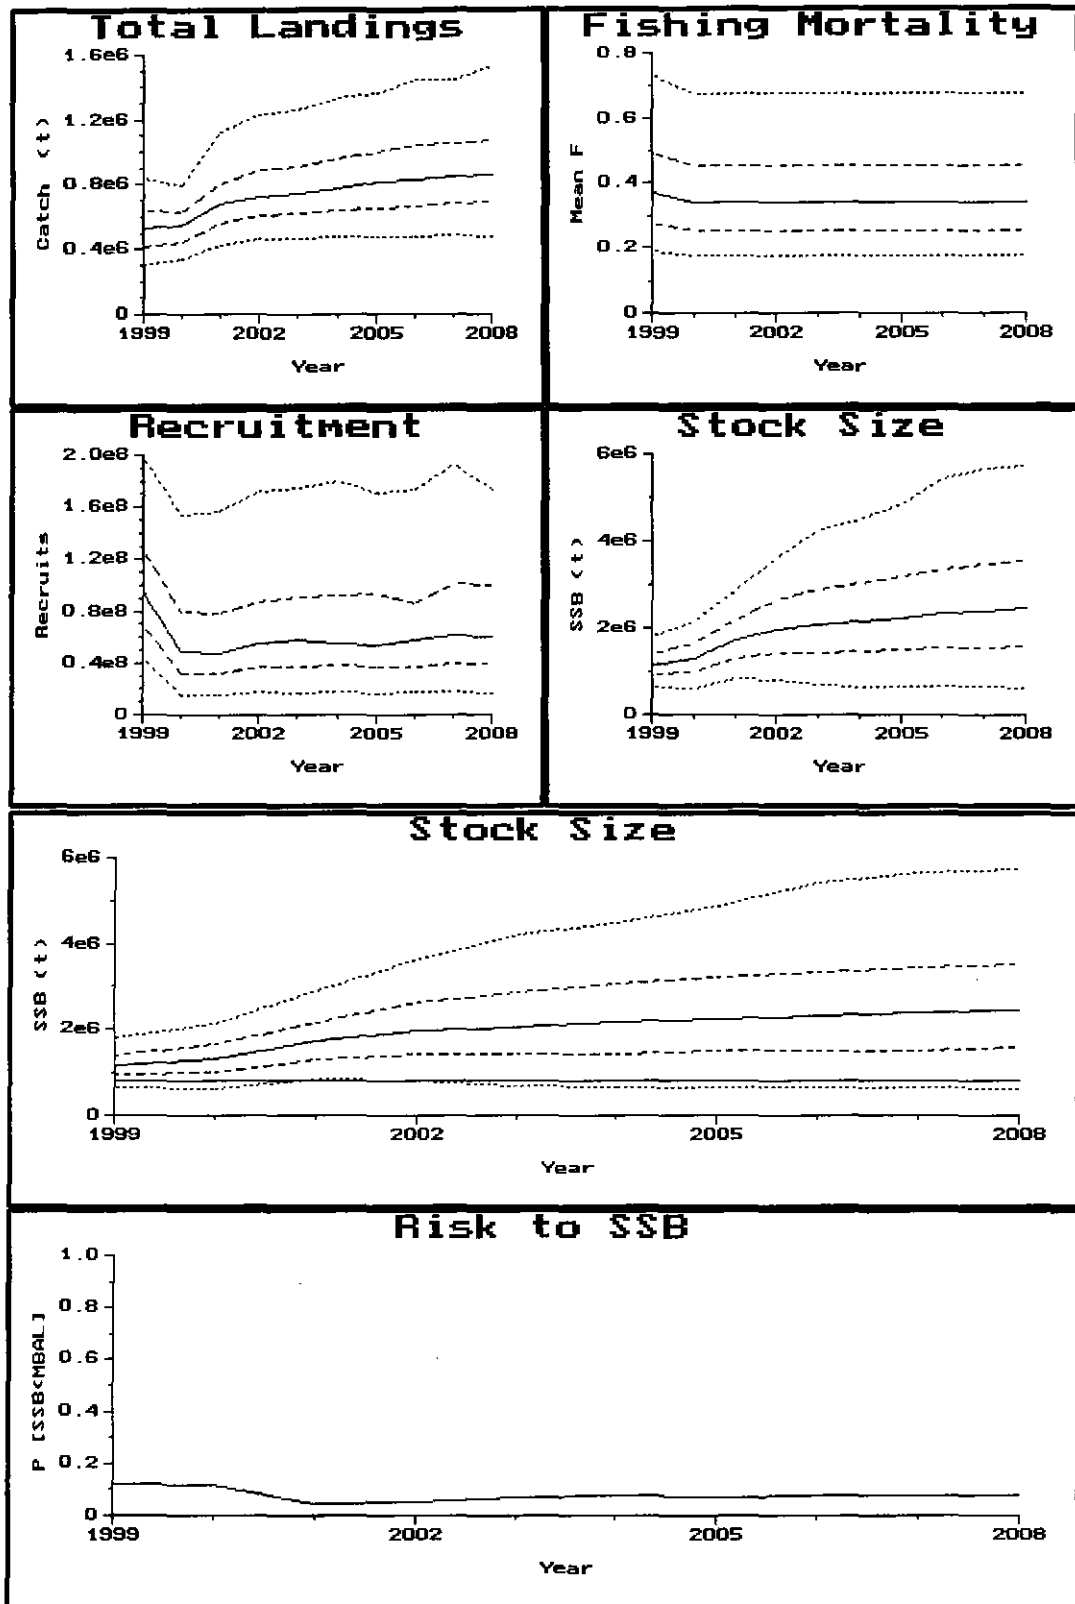 Total Landings
Catch (t)
1.6e6
1.2e6
0.8e6
0.4e6
0
1999 2002 2005 2008
Year
Fishing Mortality
Mean F
0.8
0.6
0.4
0.2
0
1999 2002 2005 2008
Year
Recruitment
Recruits
2.0e8
1.6e8
1.2e8
0.8e8
0.4e8
0
1999 2002 2005 2008
Year
Stock Size
SSB (t)
6e6
4e6
2e6
0
1999 2002 2005 2008
Year
Stock Size
SSB (t)
6e6
4e6
2e6
0
1999 2002 2005 2008
Year
Risk to SSB
P [SSB<MBAL]
1.0
0.8
0.6
0.4
0.2
0
1999 2002 2005 2008
Year